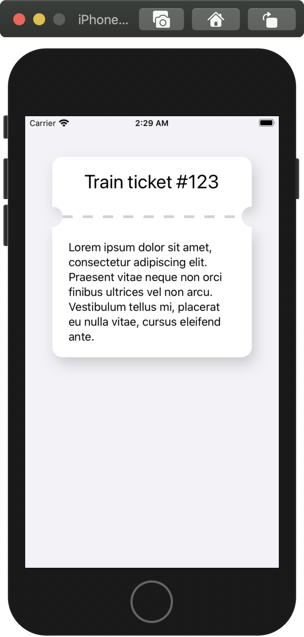 iPhone...
Carrier 2:29 AM
Train ticket #123
Lorem ipsum dolor sit amet,
consectetur adipiscing elit.
Praesent vitae neque non orci
finibus ultrices vel non arcu.
Vestibulum tellus mi, placerat
eu nulla vitae, cursus eleifend
ante.